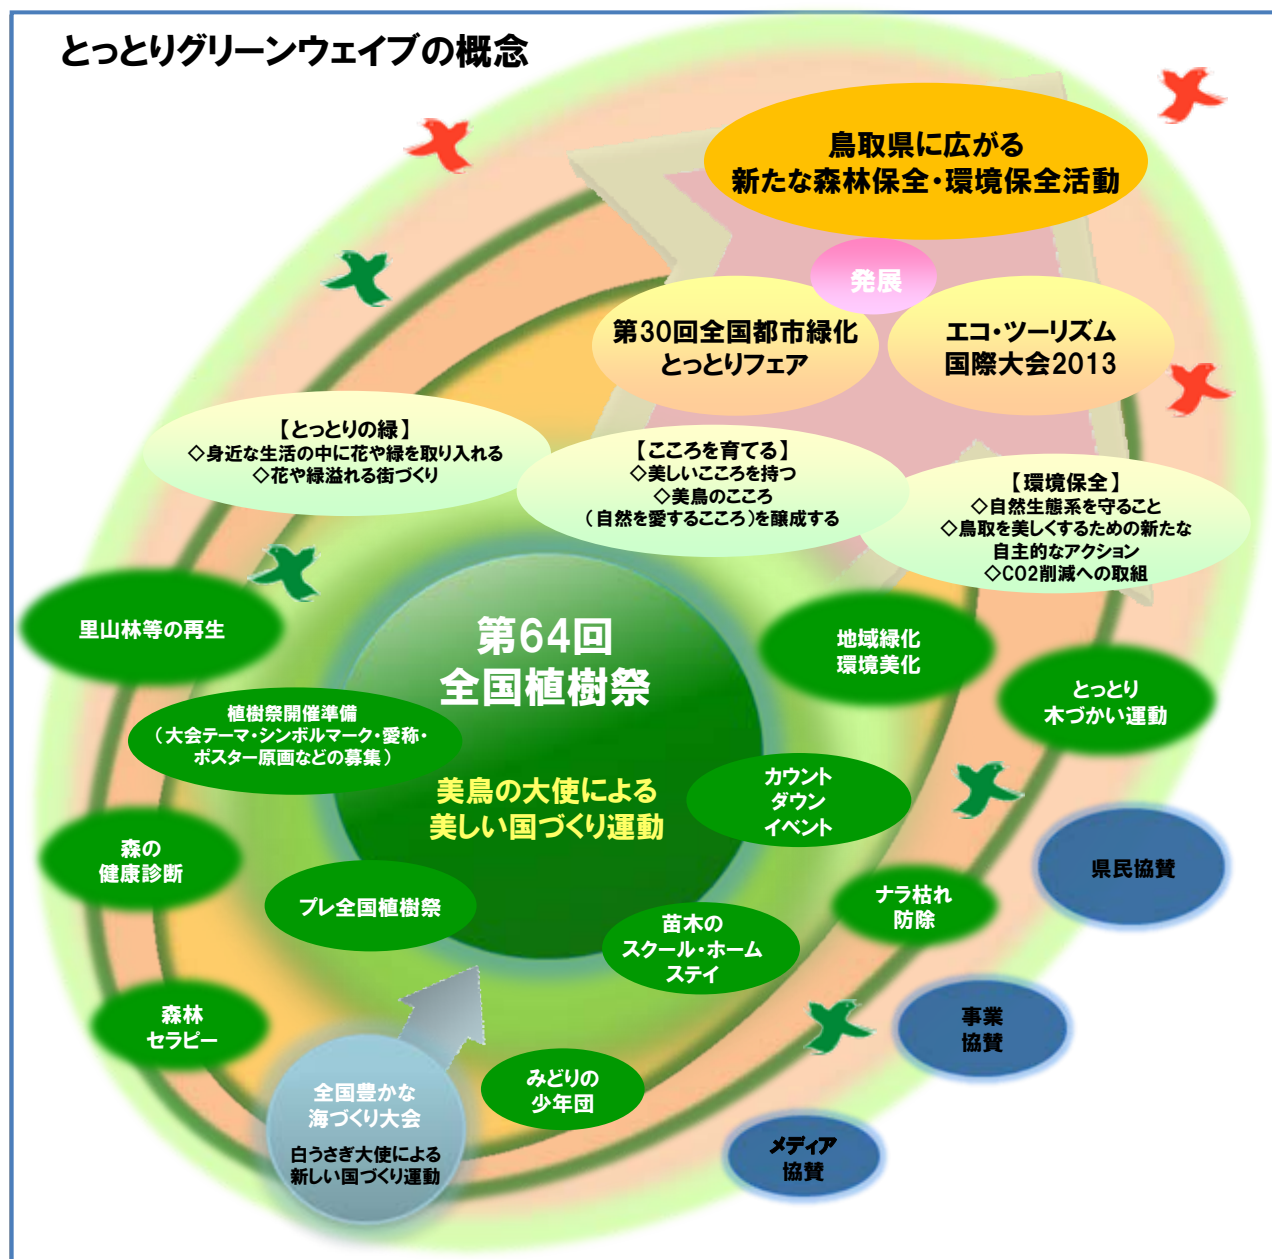 とっとりグリーンウェイブの概念
鳥取県に広がる
新たな森林保全・環境保全活動
発展
第30回全国都市緑化
とっとりフェア
エコ・ツーリズム
国際大会2013
【とっとりの緑】
◇身近な生活の中に花や緑を取り入れる
◇花や緑溢れる街づくり
【こころを育てる】
◇美しいこころを持つ
◇美鳥のこころ
（自然を愛するこころ）を醸成する
【環境保全】
◇自然生態系を守ること
◇鳥取を美しくするための新たな
自主的なアクション
◇CO2削減への取組
里山林等の再生
第64回
全国植樹祭
地域緑化
環境美化
とっとり
木づかい運動
植樹祭開催準備
（大会テーマ・シンボルマーク・愛称・
ポスター原画などの募集）
美鳥の大使による
美しい国づくり運動
カウント
ダウン
イベント
森の
健康診断
県民協賛
プレ全国植樹祭
ナラ枯れ
防除
苗木の
スクール・ホーム
ステイ
森林
セラピー
事業
協賛
全国豊かな
海づくり大会
白うさぎ大使による
新しい国づくり運動
みどりの
少年団
メディア
協賛